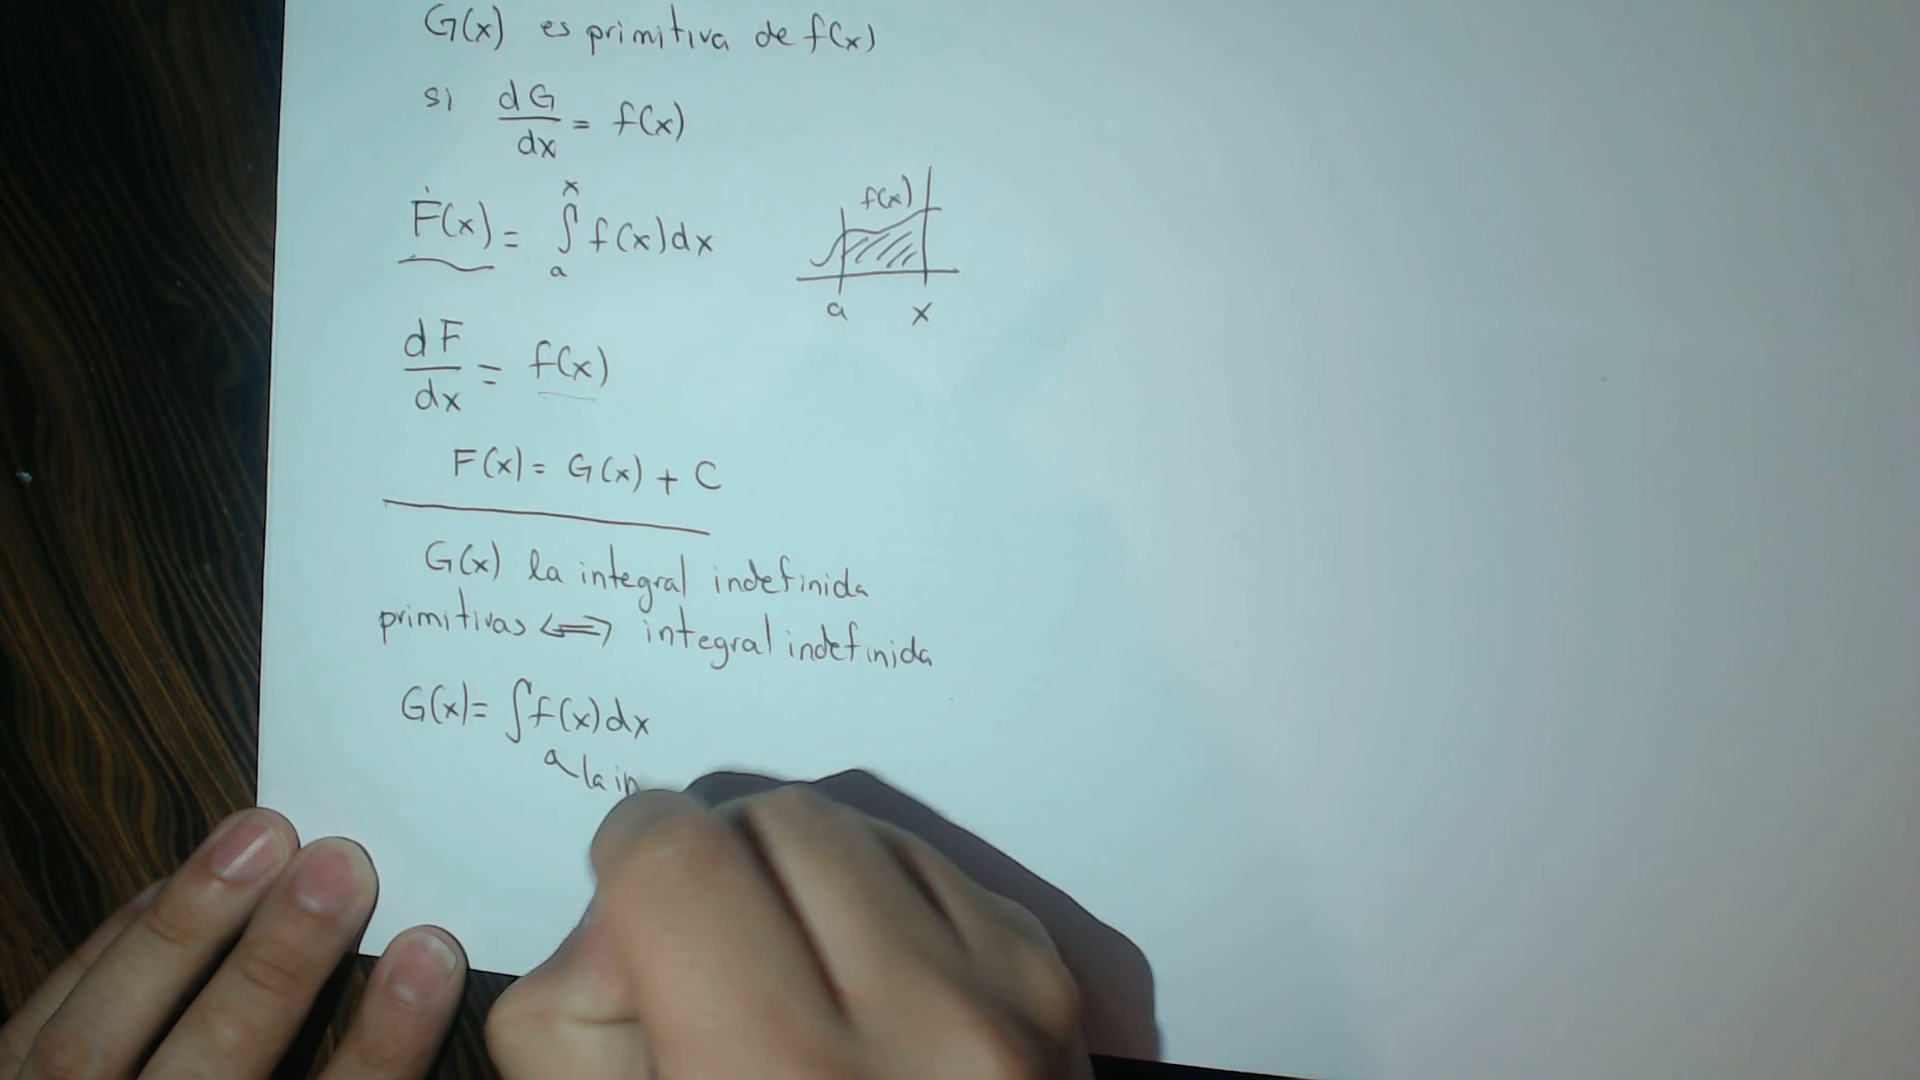 G(x) es primitiva de f(x)
si dG/dx = f(x)
F(x) = ∫ₐˣ f(x)dx
f(x)
a x
dF/dx = f(x)
F(x) = G(x) + C
G(x) la integral indefinida
primitivas ⟺ integral indefinida
G(x) = ∫f(x)dx
a la in